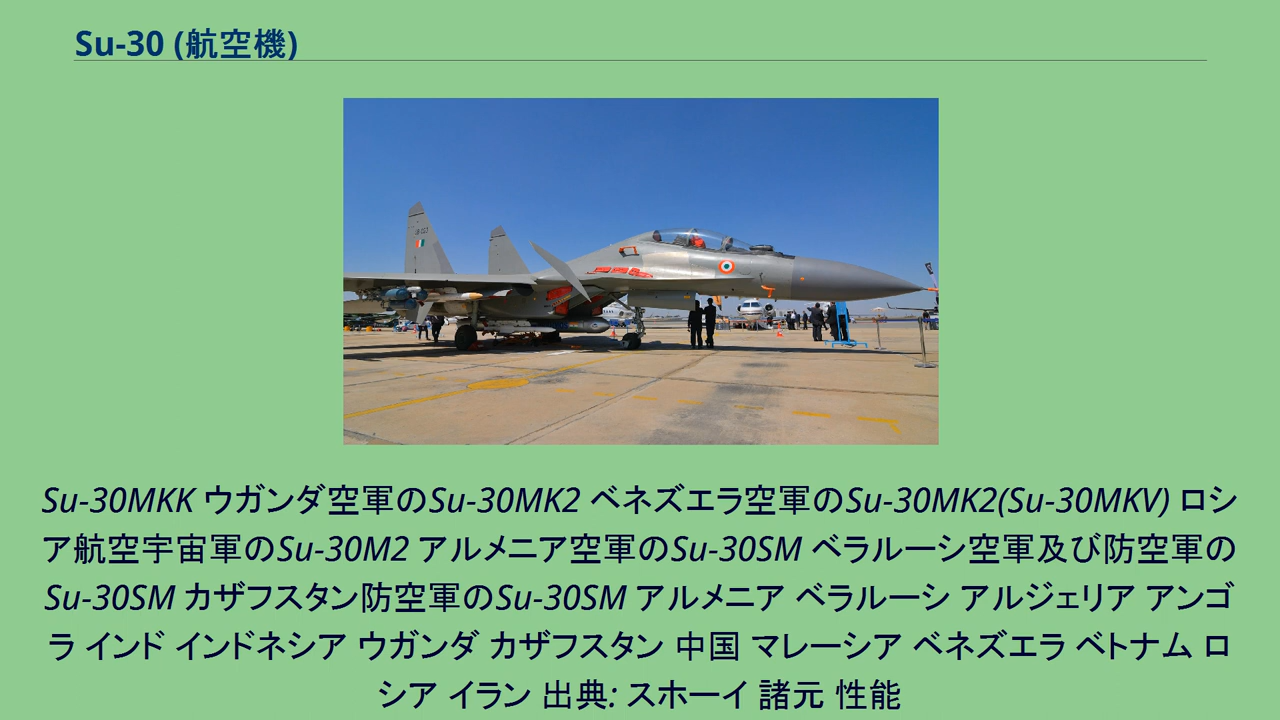 Su-30 (航空機)
Su-30MKK ウガンダ空軍のSu-30MK2 ベネズエラ空軍のSu-30MK2(Su-30MKV) ロシ
ア航空宇宙軍のSu-30M2 アルメニア空軍のSu-30SM ベラルーシ空軍及び防空軍の
Su-30SM カザフスタン防空軍のSu-30SM アルメニア ベラルーシ アルジェリア アンゴ
ラ インド インドネシア ウガンダ カザフスタン 中国 マレーシア ベネズエラ ベトナム ロ
シア イラン 出典: スホーイ 諸元 性能